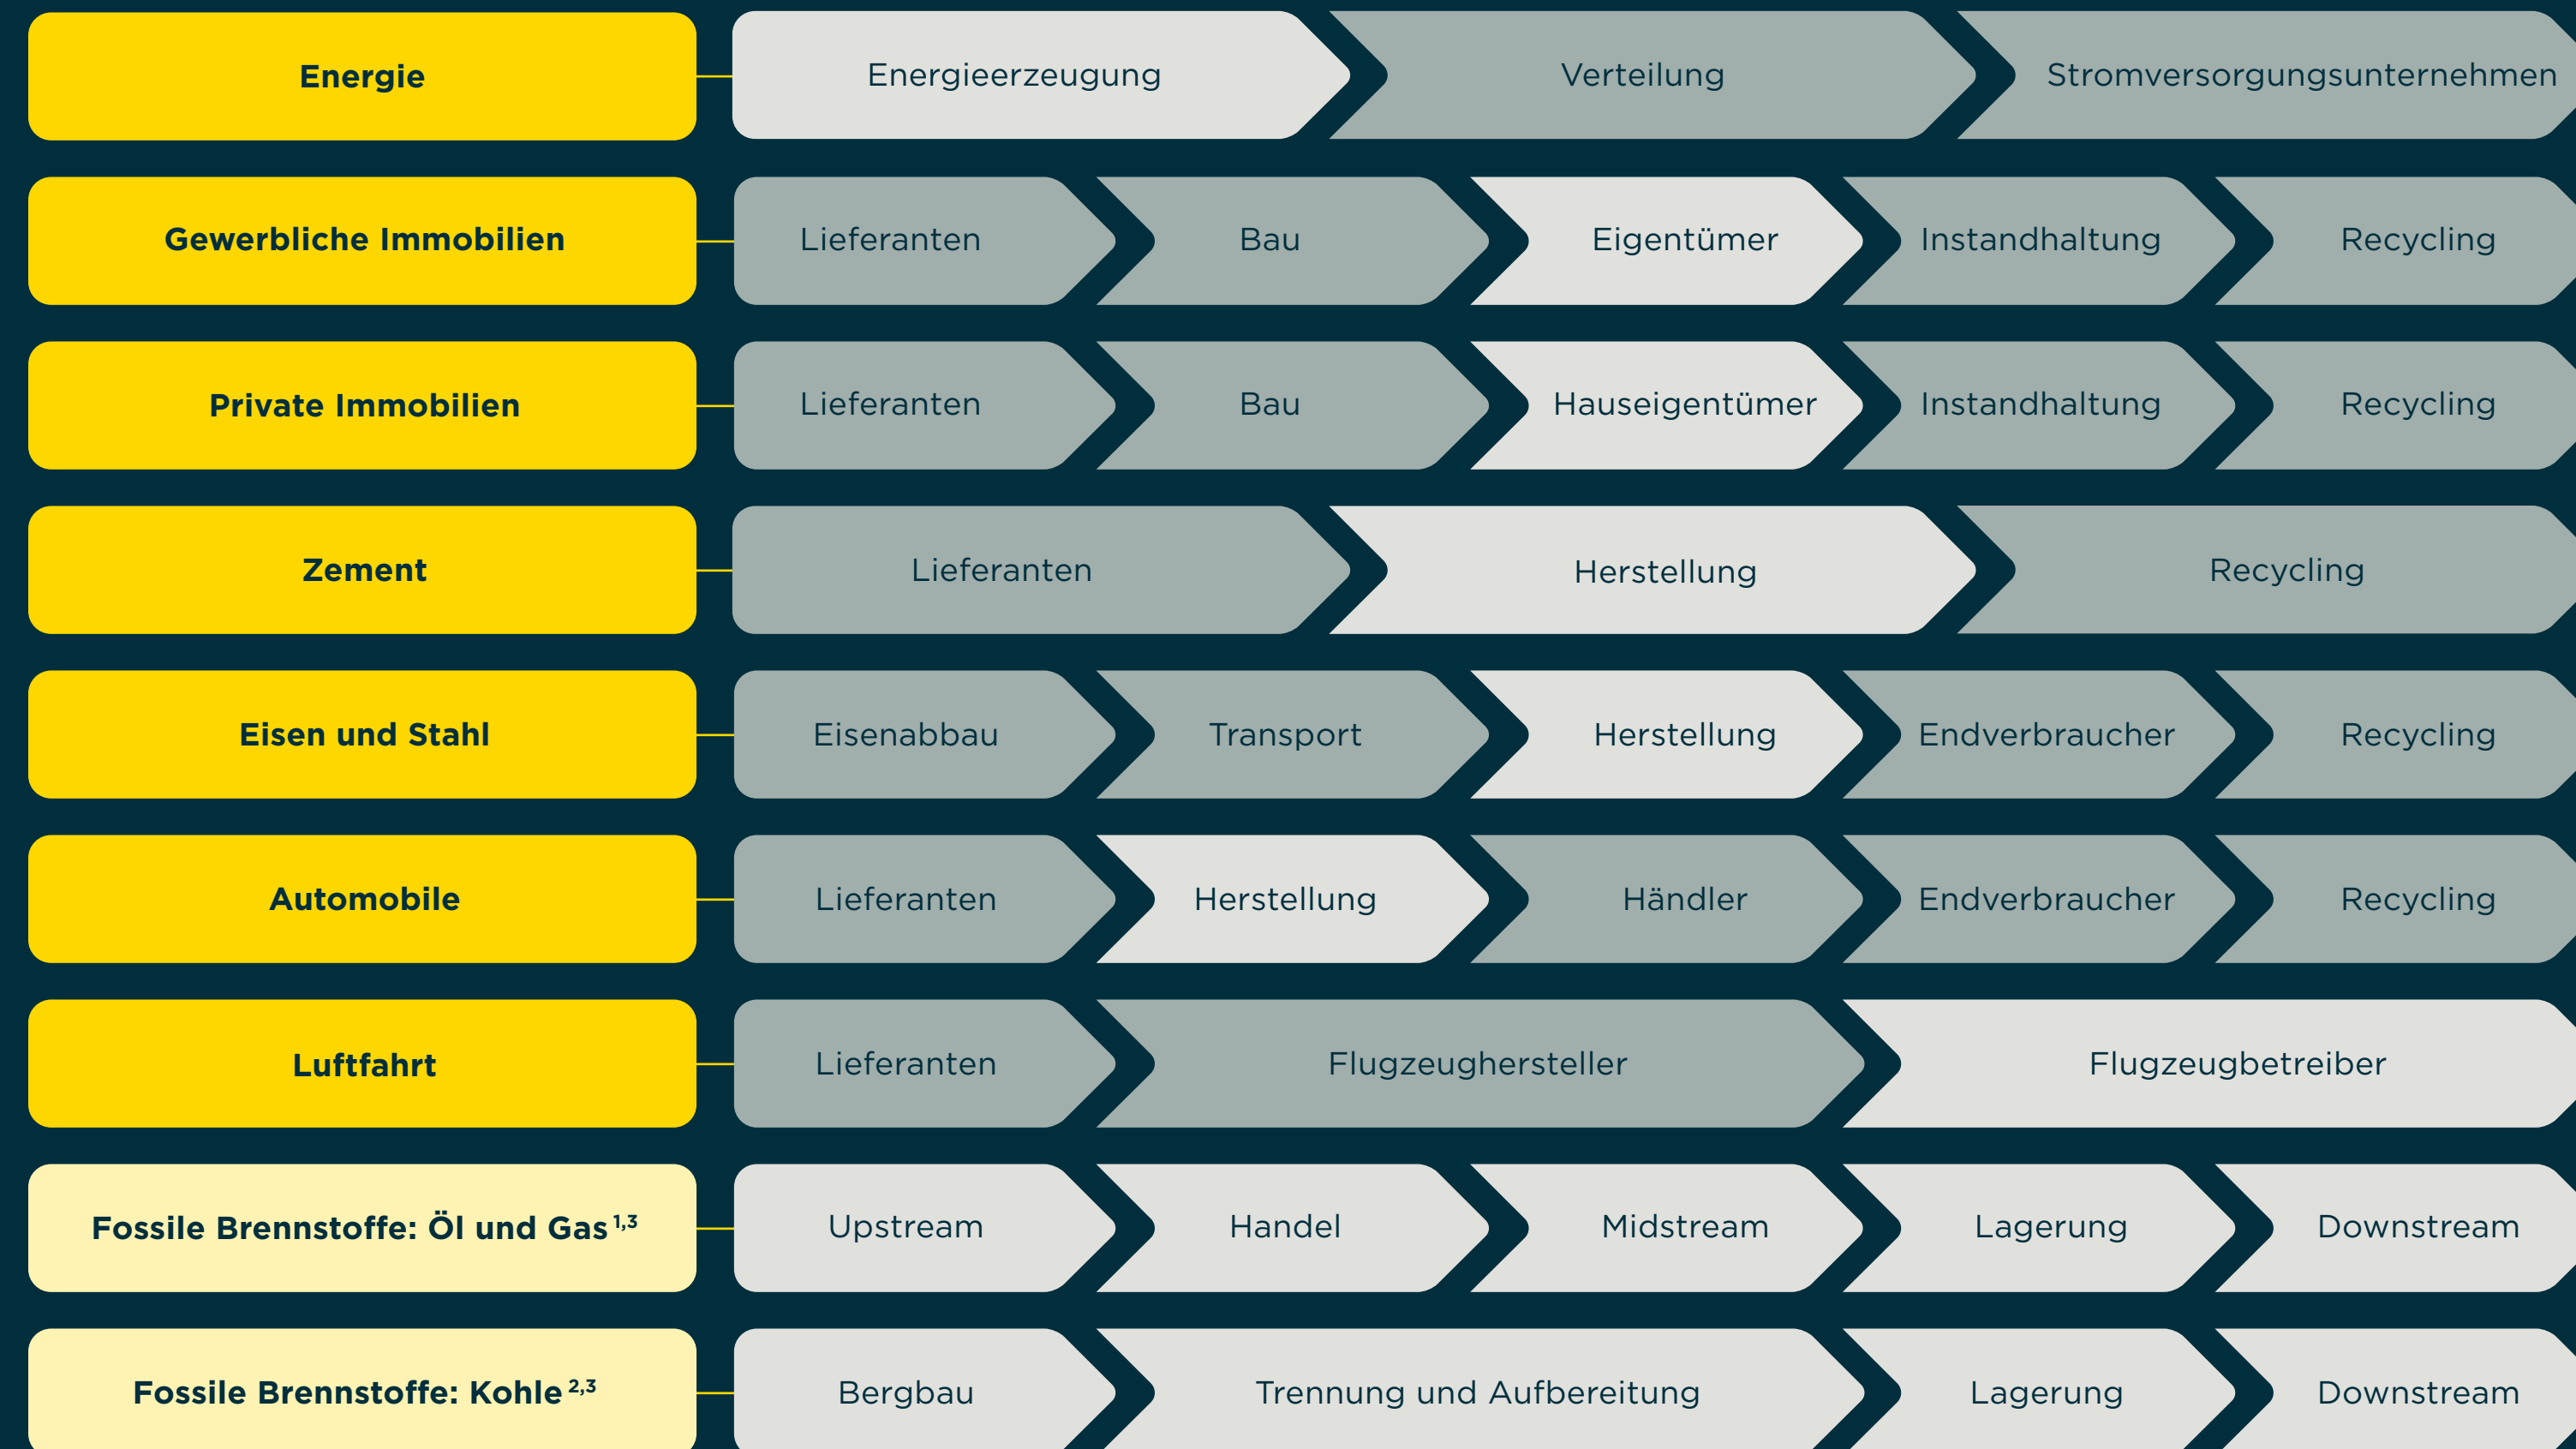 Energie
Energieerzeugung
Verteilung
Stromversorgungsunternehmen
Gewerbliche Immobilien
Lieferanten
Bau
Eigentümer
Instandhaltung
Recycling
Private Immobilien
Lieferanten
Bau
Hauseigentümer
Instandhaltung
Recycling
Zement
Lieferanten
Herstellung
Recycling
Eisen und Stahl
Eisenabbau
Transport
Herstellung
Endverbraucher
Recycling
Automobile
Lieferanten
Herstellung
Händler
Endverbraucher
Recycling
Luftfahrt
Lieferanten
Flugzeughersteller
Flugzeugbetreiber
Fossile Brennstoffe: Öl und Gas 1,3
Upstream
Handel
Midstream
Lagerung
Downstream
Fossile Brennstoffe: Kohle 2,3
Bergbau
Trennung und Aufbereitung
Lagerung
Downstream